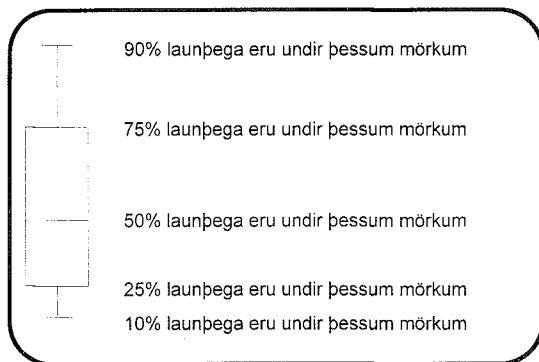 90% launþega eru undir þessum mörkum
75% launþega eru undir þessum mörkum
50% launþega eru undir þessum mörkum
25% launþega eru undir þessum mörkum
10% launþega eru undir þessum mörkum